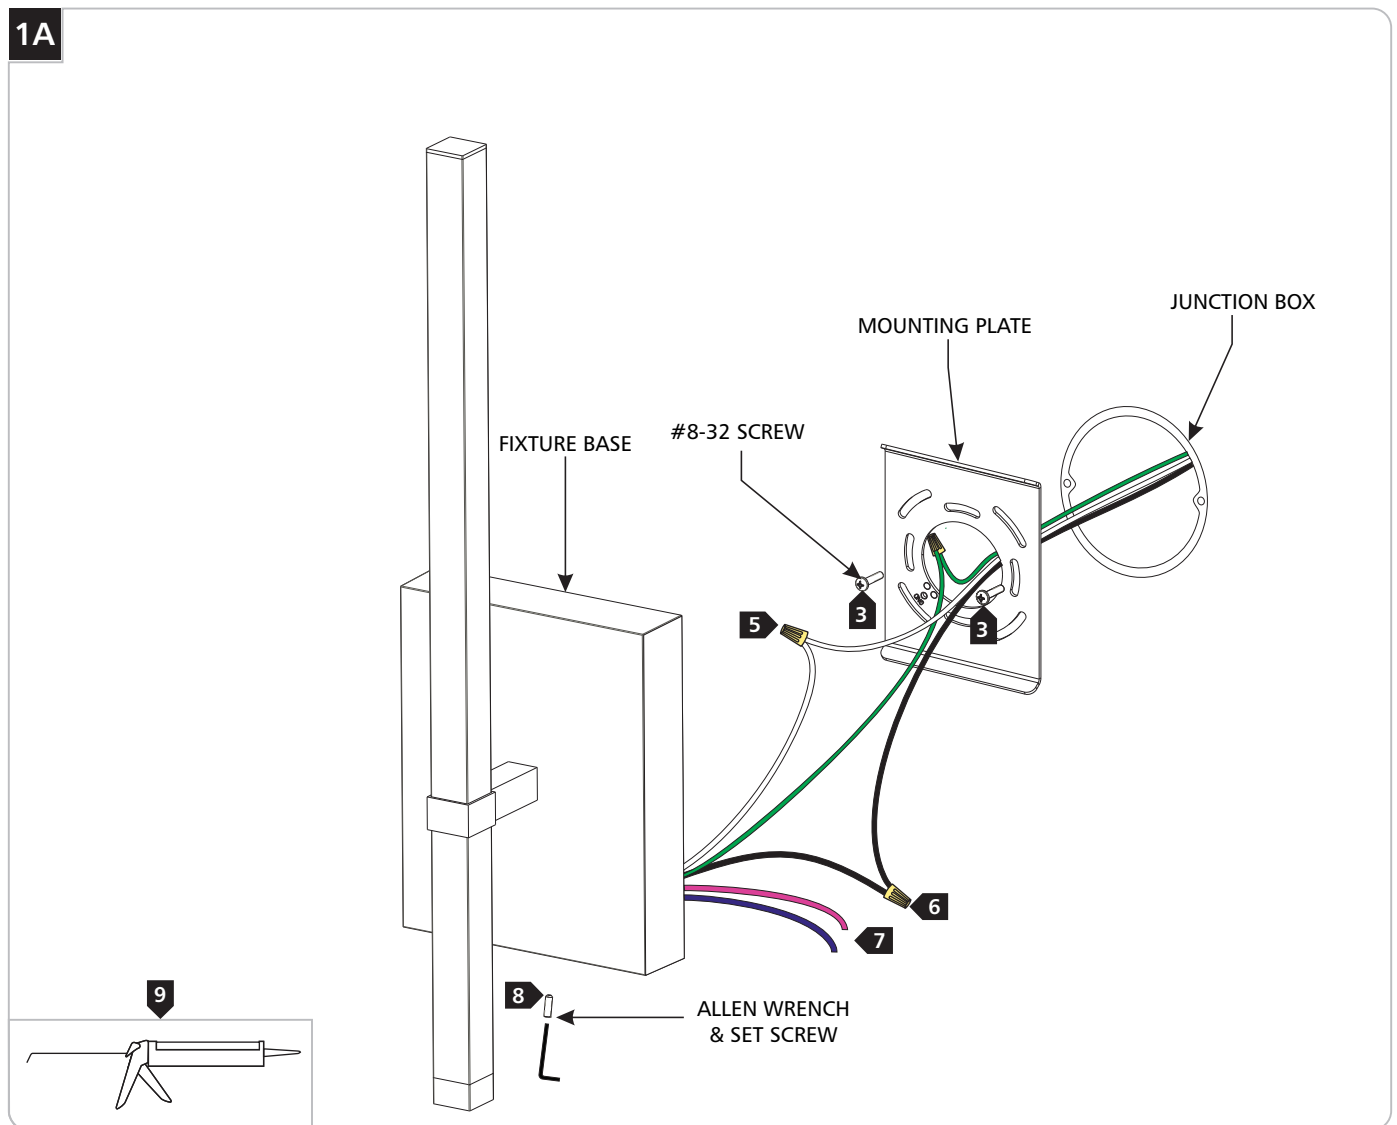 1A
JUNCTION BOX
MOUNTING PLATE
#8-32 SCREW
FIXTURE BASE
3
3
5
6
7
8
ALLEN WRENCH
& SET SCREW
9